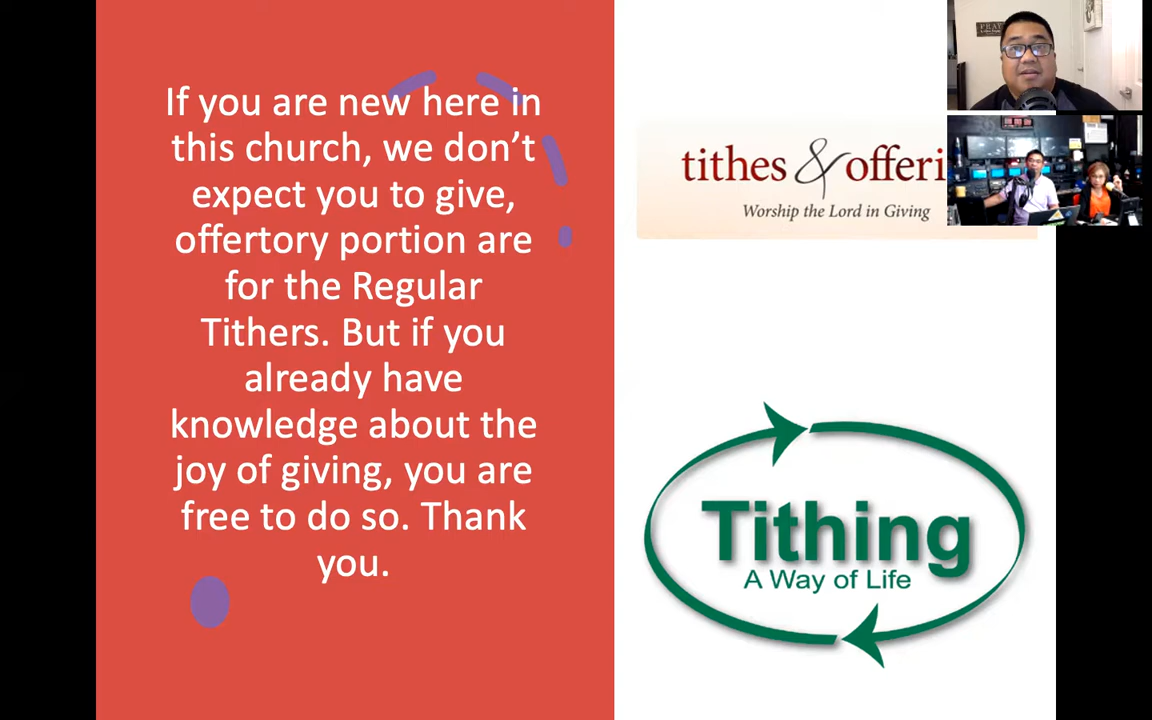 If you are new here in
this church, we don’t
expect you to give,
offertory portion are
for the Regular
Tithers. But if you
already have
knowledge about the
joy of giving, you are
free to do so. Thank
you.
tithes & offeri
Worship the Lord in Giving
Tithing
A Way of Life
PRAY